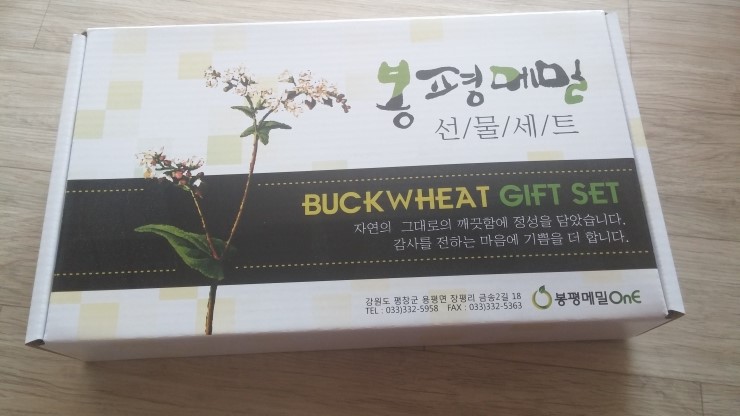 봉평메밀
선/물/세/트
BUCKWHEAT GIFT SET
자연의 그대로의 깨끗함에 정성을 담았습니다.
감사를 전하는 마음에 기쁨을 더 합니다.
강원도 평창군 용평면 장평리 금송2길 18
TEL : 033)332-5958 FAX : 033)332-5363
봉평메밀OnE